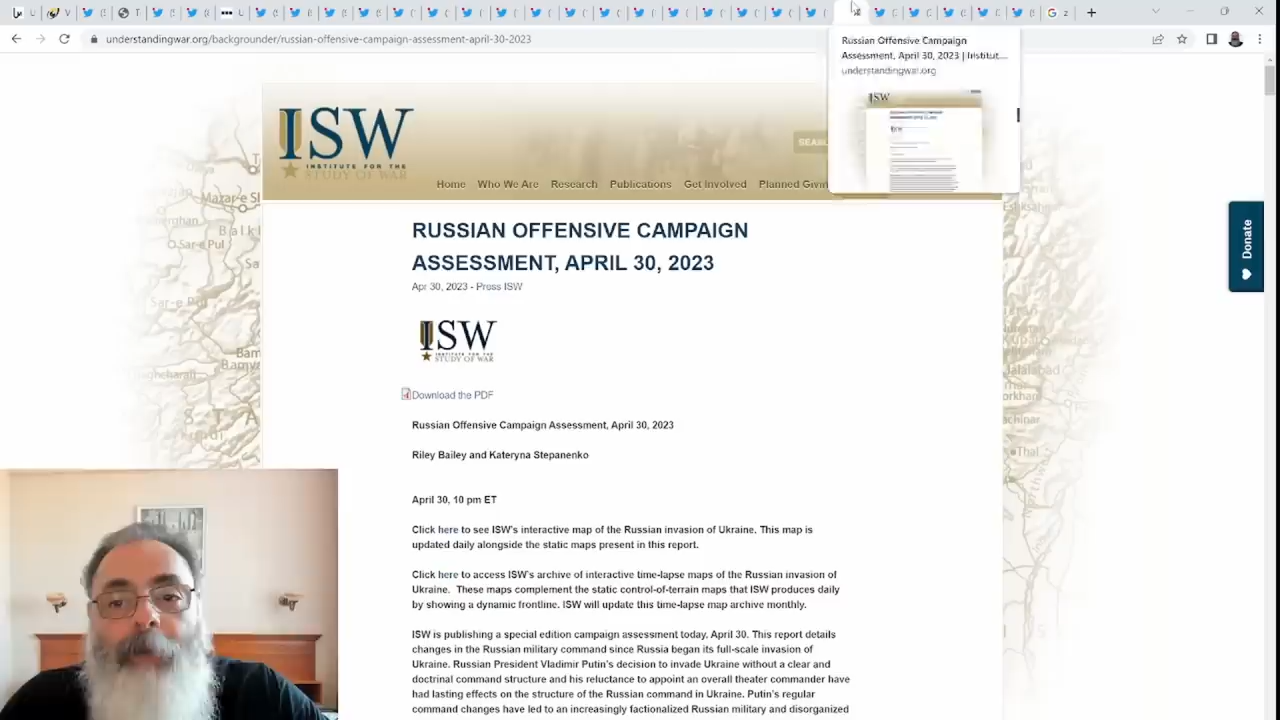 understandingwar.org/backgrounder/russian-offensive-campaign-assessment-april-30-2023
Russian Offensive Campaign
Assessment, April 30, 2023 | Institut...
understandingwar.org
ISW
INSTITUTE FOR THE
STUDY OF WAR
Home Who We Are Research Publications Get Involved Planned
Donate
RUSSIAN OFFENSIVE CAMPAIGN
ASSESSMENT, APRIL 30, 2023
Apr 30, 2023 - Press ISW
ISW
INSTITUTE FOR THE
STUDY OF WAR
Download the PDF
Russian Offensive Campaign Assessment, April 30, 2023
Riley Bailey and Kateryna Stepanenko
April 30, 10 pm ET
Click here to see ISW's interactive map of the Russian invasion of Ukraine. This map is
updated daily alongside the static maps present in this report.
Click here to access ISW's archive of interactive time-lapse maps of the Russian invasion of
Ukraine. These maps complement the static control-of-terrain maps that ISW produces daily
by showing a dynamic frontline. ISW will update this time-lapse map archive monthly.
ISW is publishing a special edition campaign assessment today, April 30. This report details
changes in the Russian military command since Russia began its full-scale invasion of
Ukraine. Russian President Vladimir Putin's decision to invade Ukraine without a clear and
doctrinal command structure and his reluctance to appoint an overall theater commander have
had lasting effects on the structure of the Russian command in Ukraine. Putin's regular
command changes have led to an increasingly factionalized Russian military and disorganized